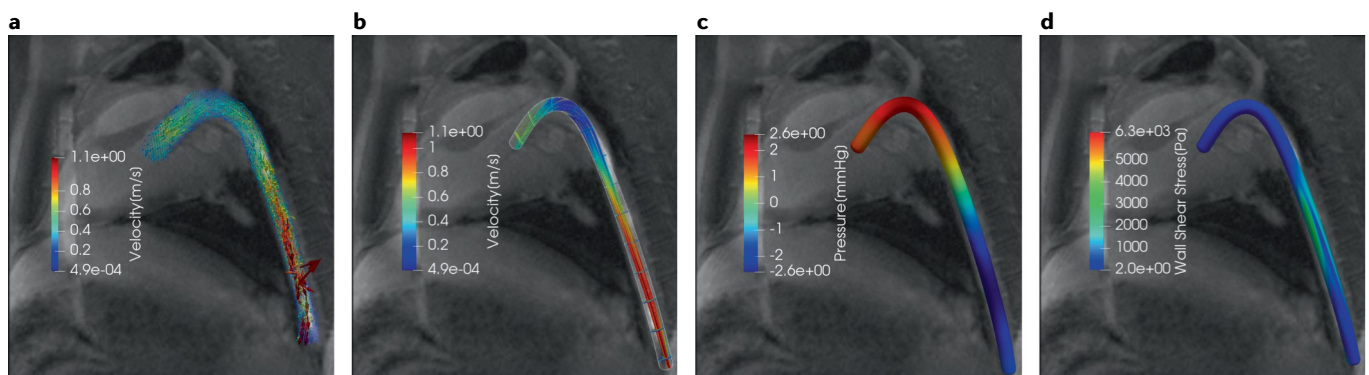 a
1.1e+00
0.8
0.6
0.4
0.2
4.9e-04
Velocity(m/s)
b
1.1e+00
1
0.8
0.6
0.4
0.2
4.9e-04
Velocity(m/s)
c
2.6e+00
2
1
0
-1
-2
-2.6e+00
Pressure(mmHg)
d
6.3e+03
5000
4000
3000
2000
1000
2.0e+00
Wall Shear Stress(Pa)